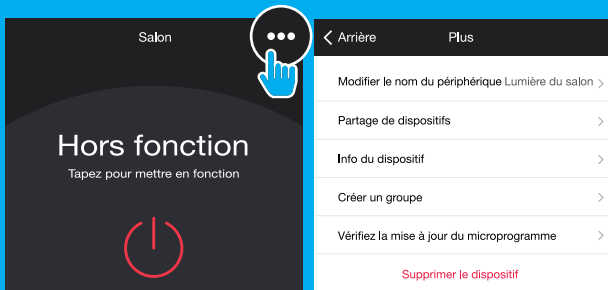 Salon
Hors fonction
Tapez pour mettre en fonction
Arrière
Plus
Modifier le nom du périphérique Lumière du salon
Partage de dispositifs
Info du dispositif
Créer un groupe
Vérifiez la mise à jour du microprogramme
Supprimer le dispositif